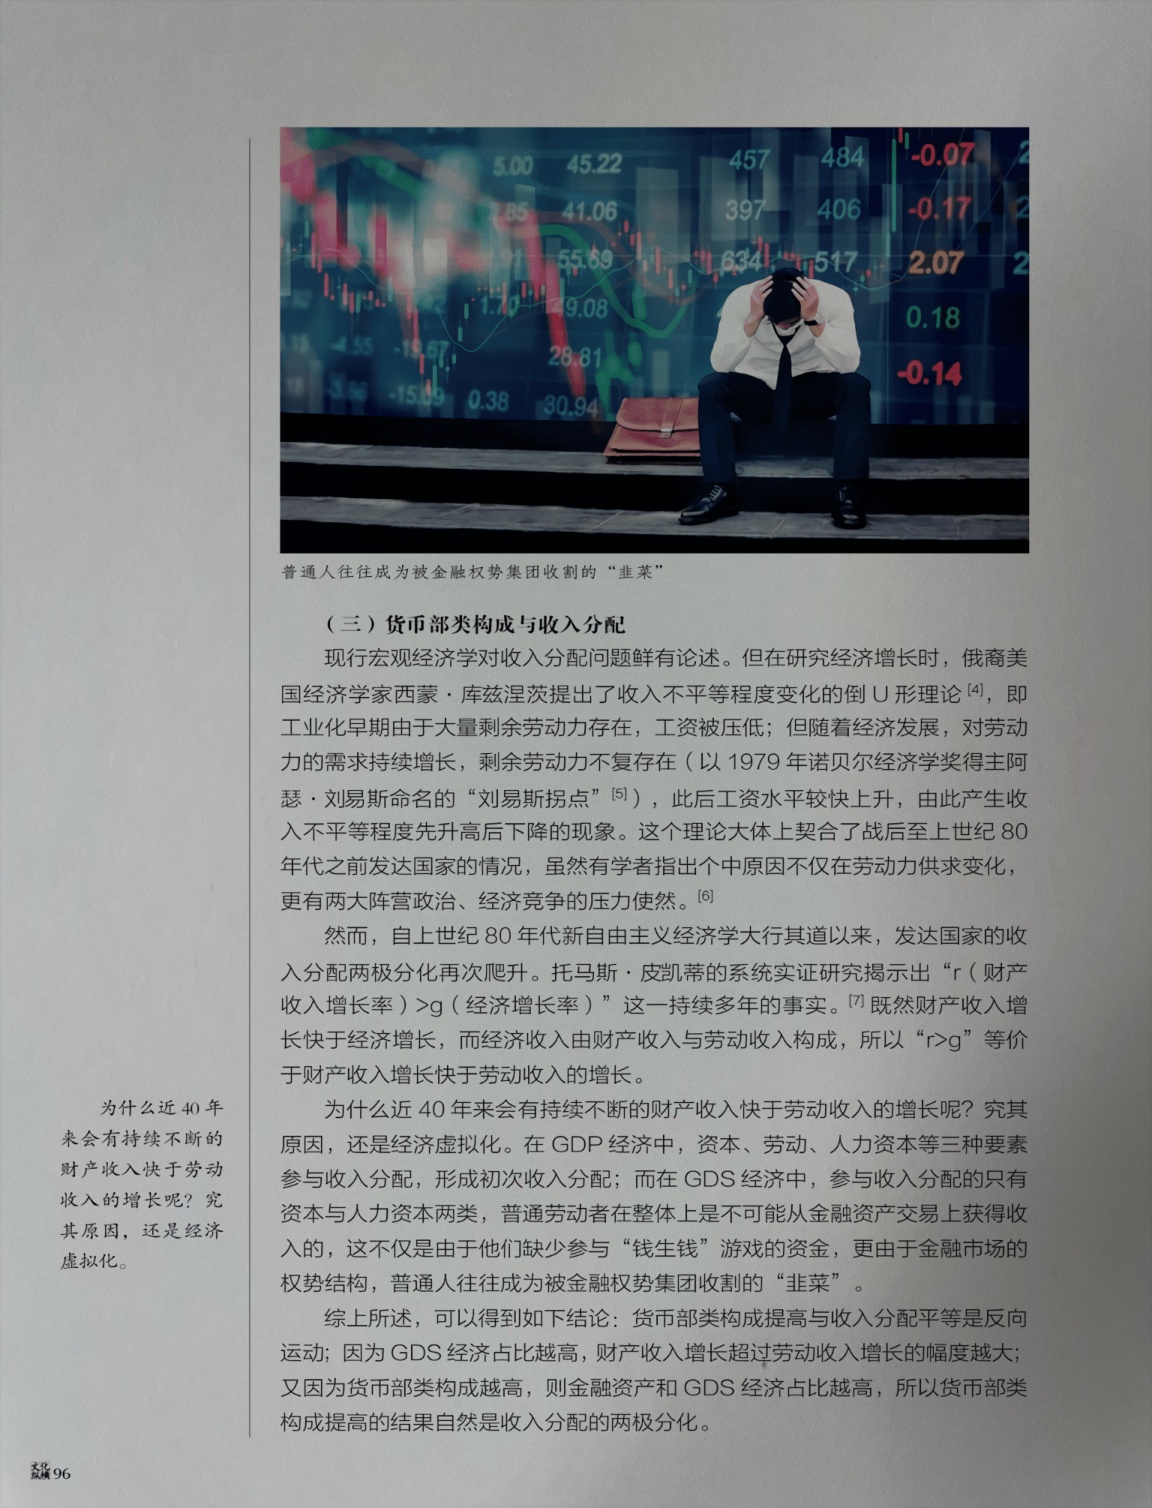 5.00 45.22 457 484 -0.07
41.06 397 406 -0.17
55.69 634 517 2.07
49.08 0.18
28.81 -0.14
0.38 30.94
普通人往往成为被金融权势集团收割的“韭菜”
（三）货币部类构成与收入分配
现行宏观经济学对收入分配问题鲜有论述。但在研究经济增长时，俄裔美
国经济学家西蒙·库兹涅茨提出了收入不平等程度变化的倒 U 形理论 [4]，即
工业化早期由于大量剩余劳动力存在，工资被压低；但随着经济发展，对劳动
力的需求持续增长，剩余劳动力不复存在（以 1979 年诺贝尔经济学奖得主阿
瑟·刘易斯命名的“刘易斯拐点” [5]），此后工资水平较快上升，由此产生收
入不平等程度先升高后下降的现象。这个理论大体上契合了战后至上世纪 80
年代之前发达国家的情况，虽然有学者指出个中原因不仅在劳动力供求变化，
更有两大阵营政治、经济竞争的压力使然。[6]
然而，自上世纪 80 年代新自由主义经济学大行其道以来，发达国家的收
入分配两极分化再次爬升。托马斯·皮凯蒂的系统实证研究揭示出“r（财产
收入增长率）>g（经济增长率）”这一持续多年的事实。[7] 既然财产收入增
长快于经济增长，而经济收入由财产收入与劳动收入构成，所以“r>g”等价
于财产收入增长快于劳动收入的增长。
为什么近 40 年来会有持续不断的财产收入快于劳动收入的增长呢？究其
原因，还是经济虚拟化。在 GDP 经济中，资本、劳动、人力资本等三种要素
参与收入分配，形成初次收入分配；而在 GDS 经济中，参与收入分配的只有
资本与人力资本两类，普通劳动者在整体上是不可能从金融资产交易上获得收
入的，这不仅是由于他们缺少参与“钱生钱”游戏的资金，更由于金融市场的
权势结构，普通人往往成为被金融权势集团收割的“韭菜”。
综上所述，可以得到如下结论：货币部类构成提高与收入分配平等是反向
运动；因为 GDS 经济占比越高，财产收入增长超过劳动收入增长的幅度越大；
又因为货币部类构成越高，则金融资产和 GDS 经济占比越高，所以货币部类
构成提高的结果自然是收入分配的两极分化。
为什么近 40 年
来会有持续不断的
财产收入快于劳动
收入的增长呢？究
其原因，还是经济
虚拟化。
文化
纵横 96